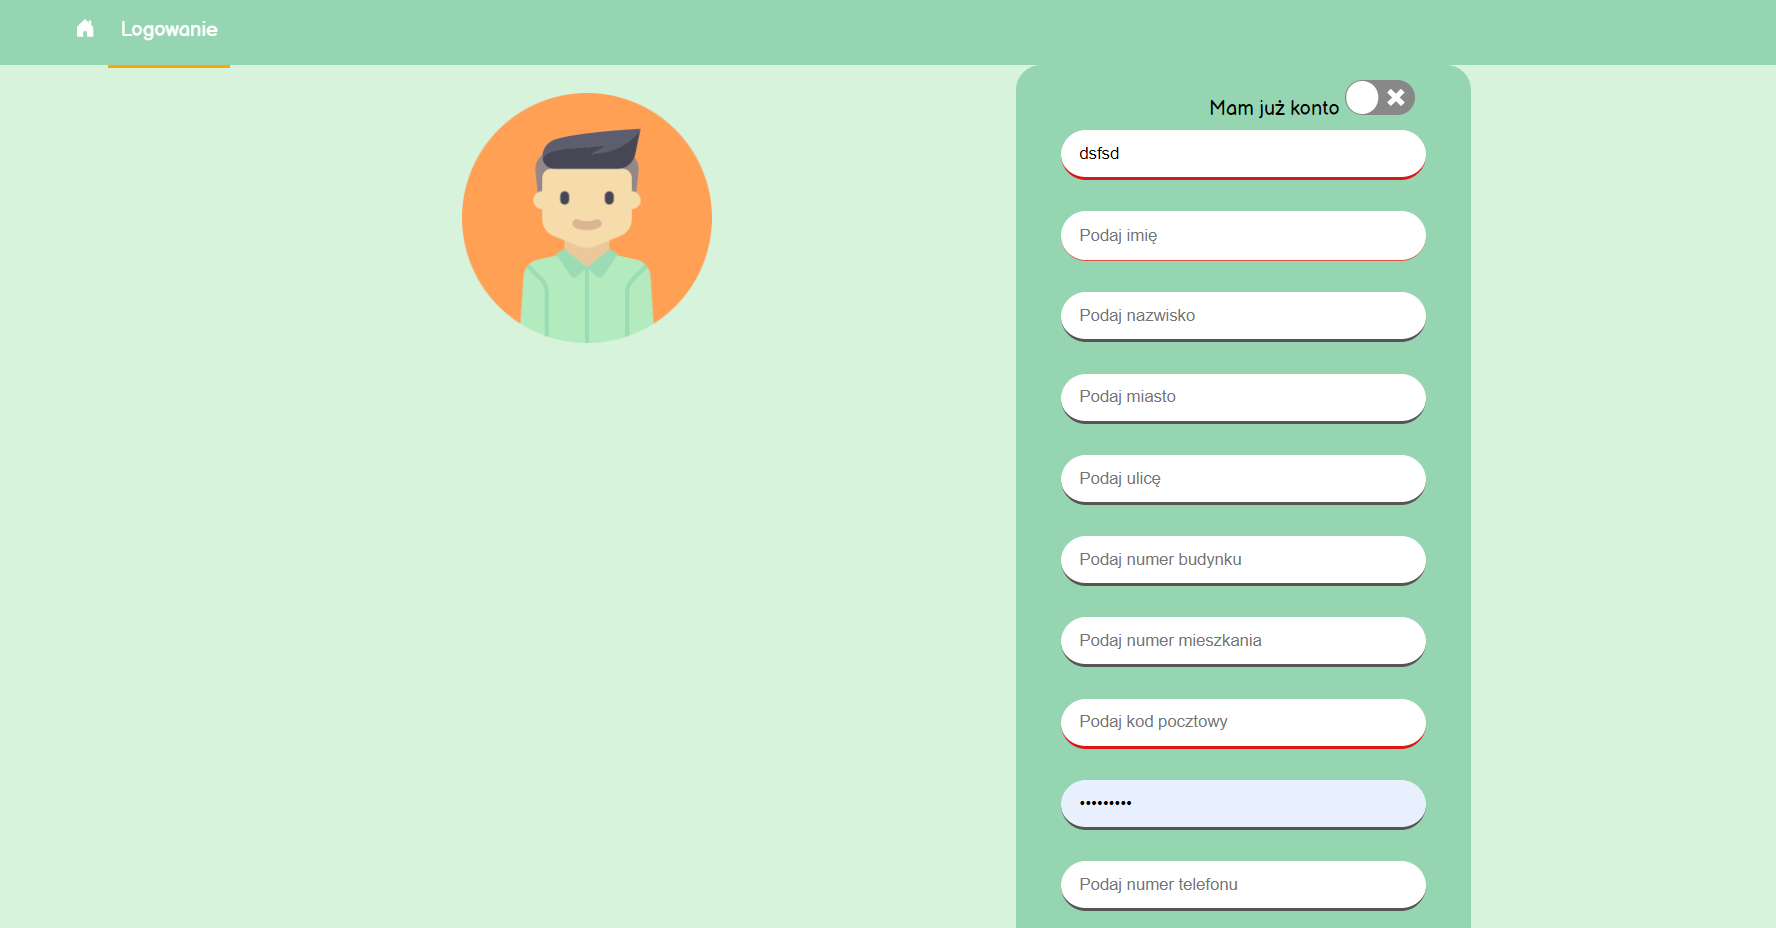 Logowanie
Mam już konto
dsfsd
Podaj imię
Podaj nazwisko
Podaj miasto
Podaj ulicę
Podaj numer budynku
Podaj numer mieszkania
Podaj kod pocztowy
•••••••••
Podaj numer telefonu